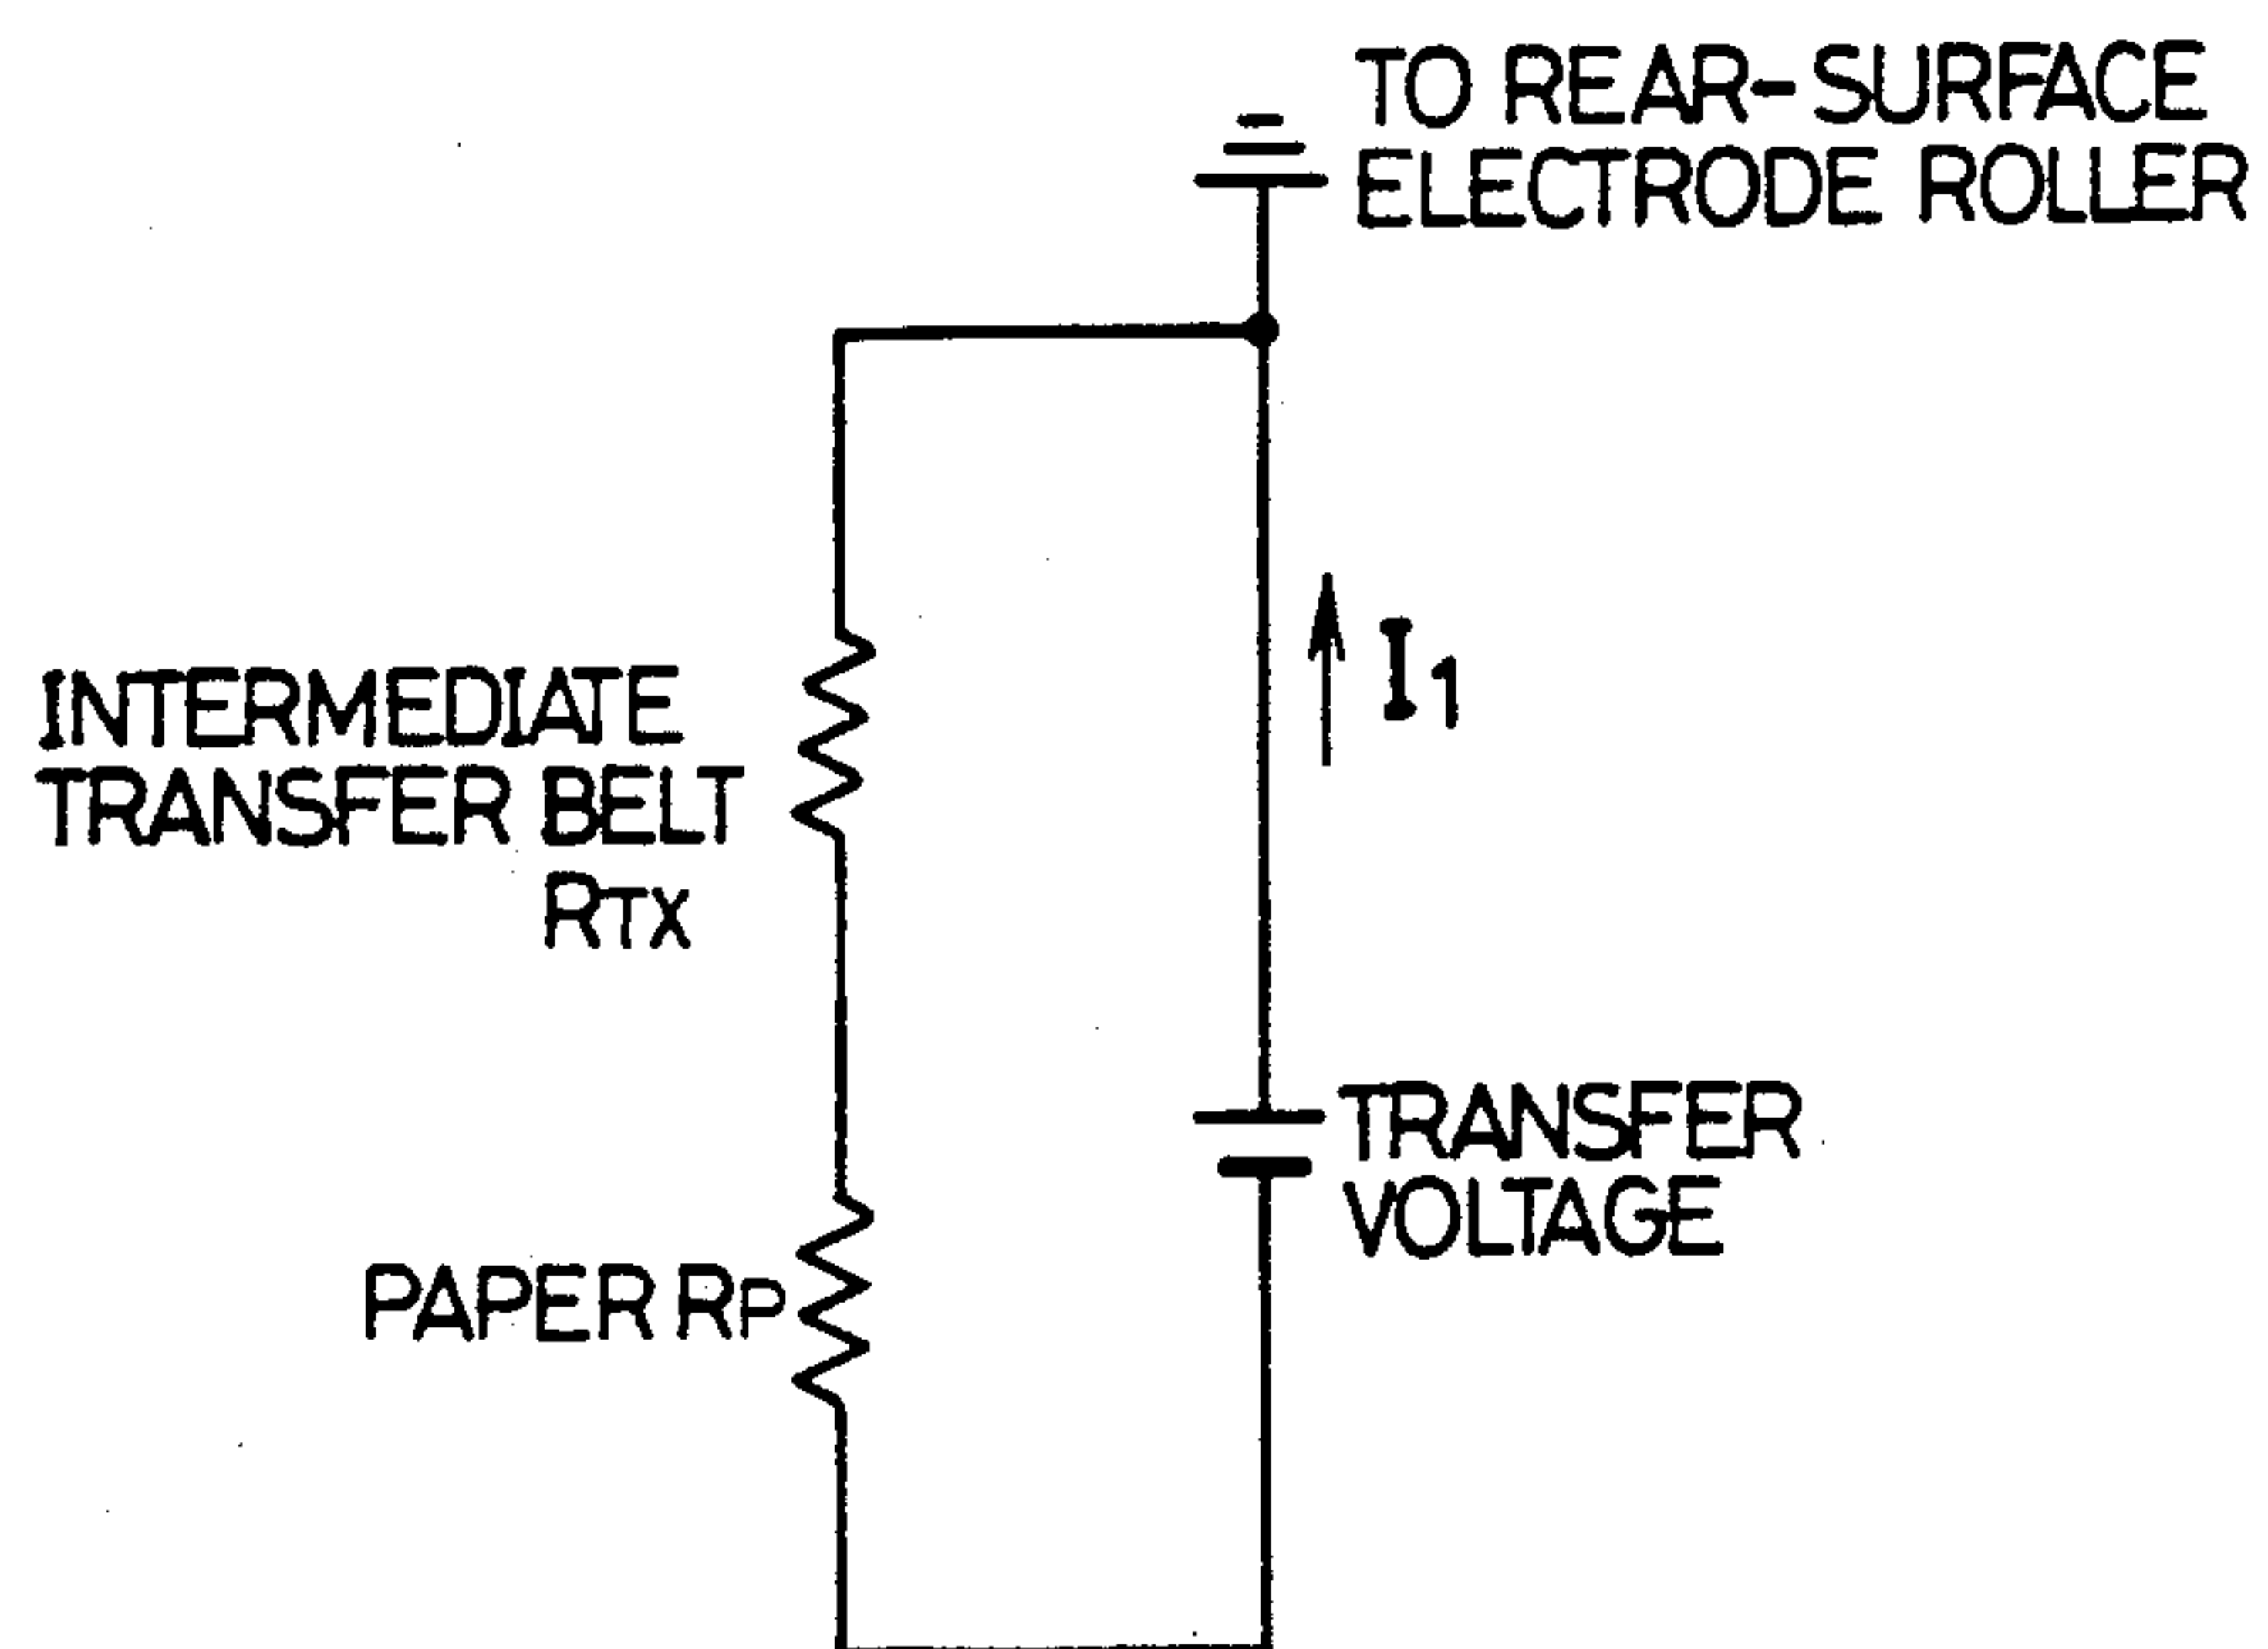 TO REAR-SURFACE
ELECTRODE ROLLER
I1
INTERMEDIATE
TRANSFER BELT
RTX
TRANSFER
VOLTAGE
PAPER RP